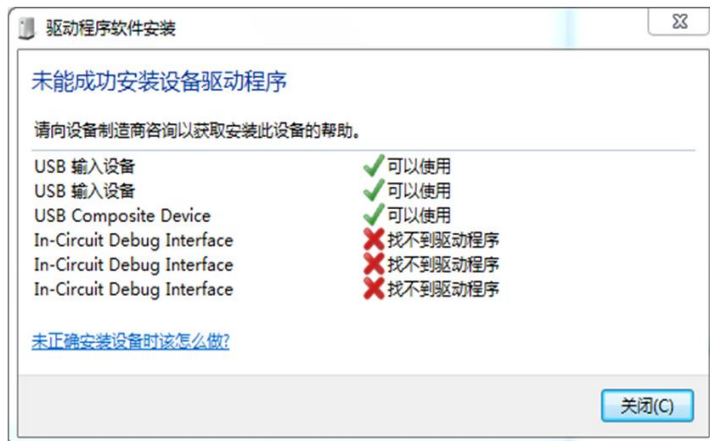 驱动程序软件安装
未能成功安装设备驱动程序
请向设备制造商咨询以获取安装此设备的帮助。
USB 输入设备 可以使用
USB 输入设备 可以使用
USB Composite Device 可以使用
In-Circuit Debug Interface 找不到驱动程序
In-Circuit Debug Interface 找不到驱动程序
In-Circuit Debug Interface 找不到驱动程序
未正确安装设备时该怎么做?
关闭(C)